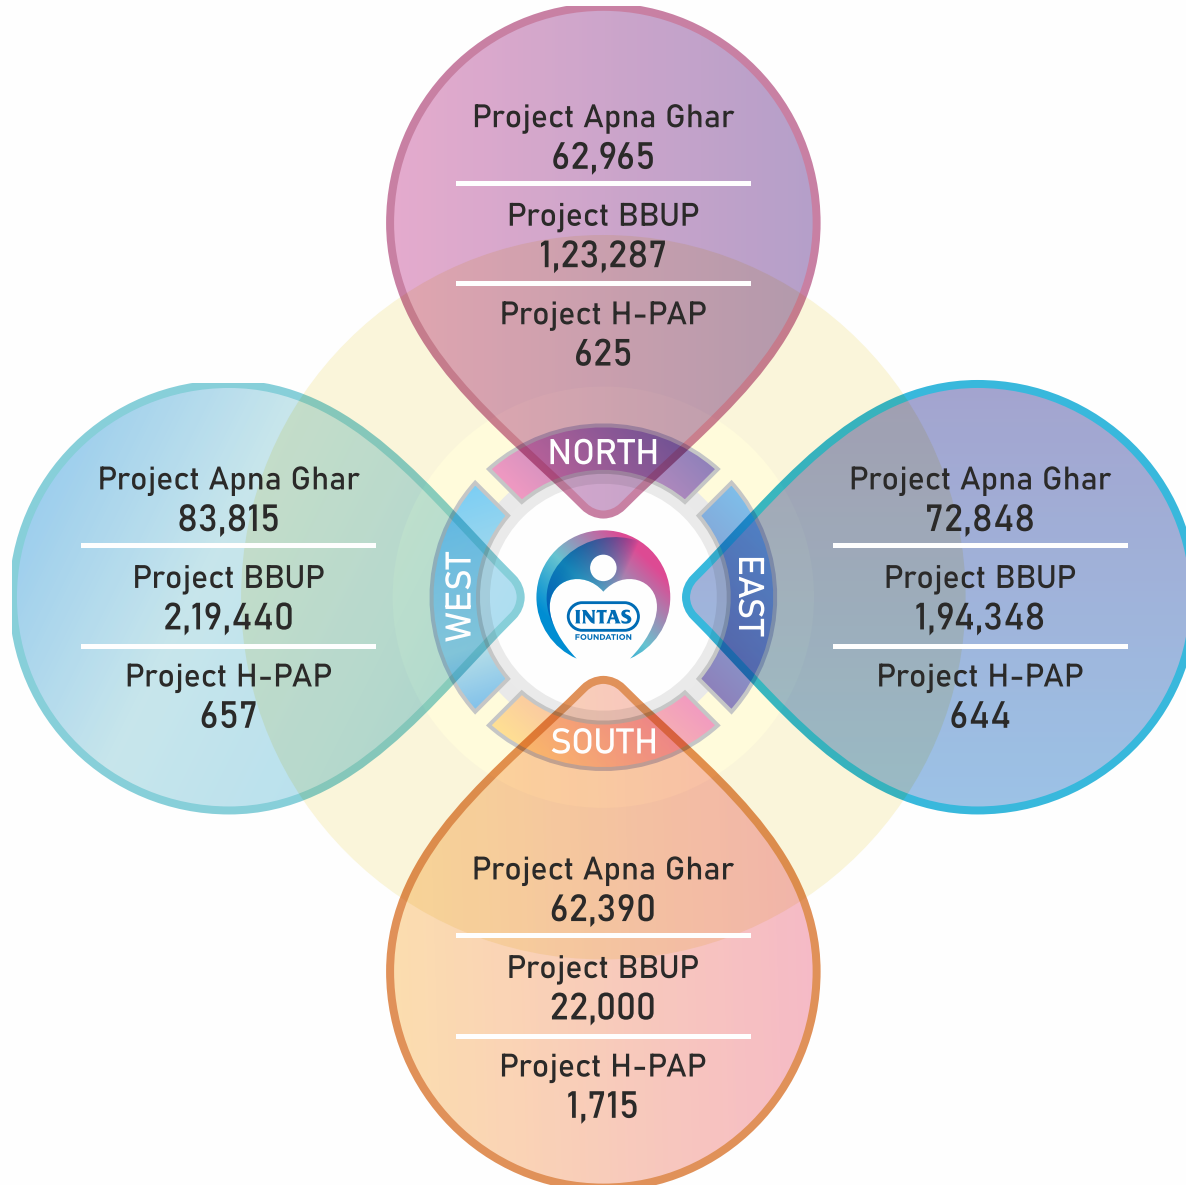 Project Apna Ghar
62,965
Project BBUP
1,23,287
Project H-PAP
625
NORTH
Project Apna Ghar
83,815
Project BBUP
2,19,440
Project H-PAP
657
WEST
INTAS
FOUNDATION
EAST
Project Apna Ghar
72,848
Project BBUP
1,94,348
Project H-PAP
644
SOUTH
Project Apna Ghar
62,390
Project BBUP
22,000
Project H-PAP
1,715